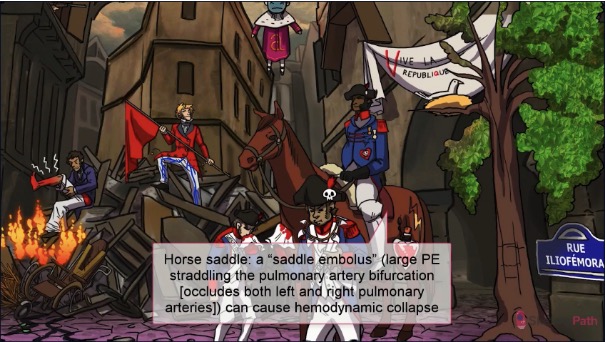 VIVE LA
REPUBLIQUE
RUE
ILIOFÉMORA
Horse saddle: a “saddle embolus” (large PE
straddling the pulmonary artery bifurcation
[occludes both left and right pulmonary
arteries]) can cause hemodynamic collapse
Path